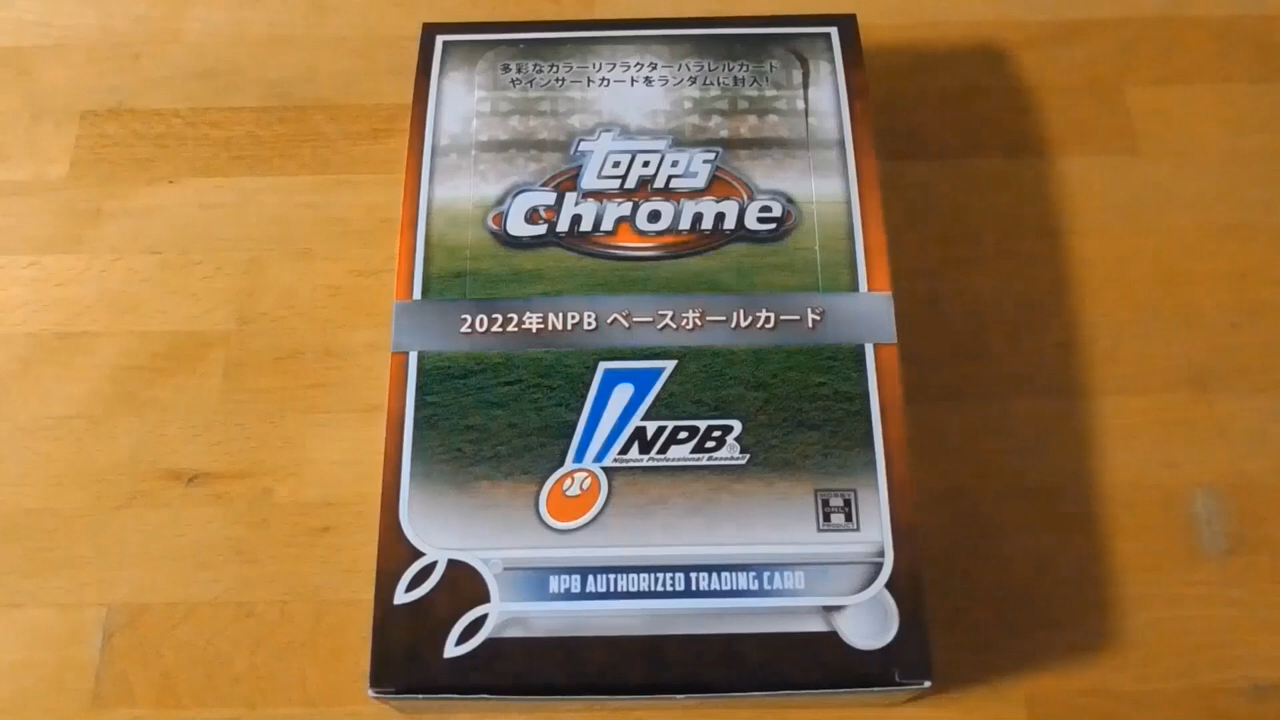 多彩なカラーリフラクターパラレルカード
やインサートカードをランダムに封入!
topps
Chrome
2022年NPB ベースボールカード
NPB®
Nippon Professional Baseball
HOBBY
ONLY
PRODUCT
NPB AUTHORIZED TRADING CARD